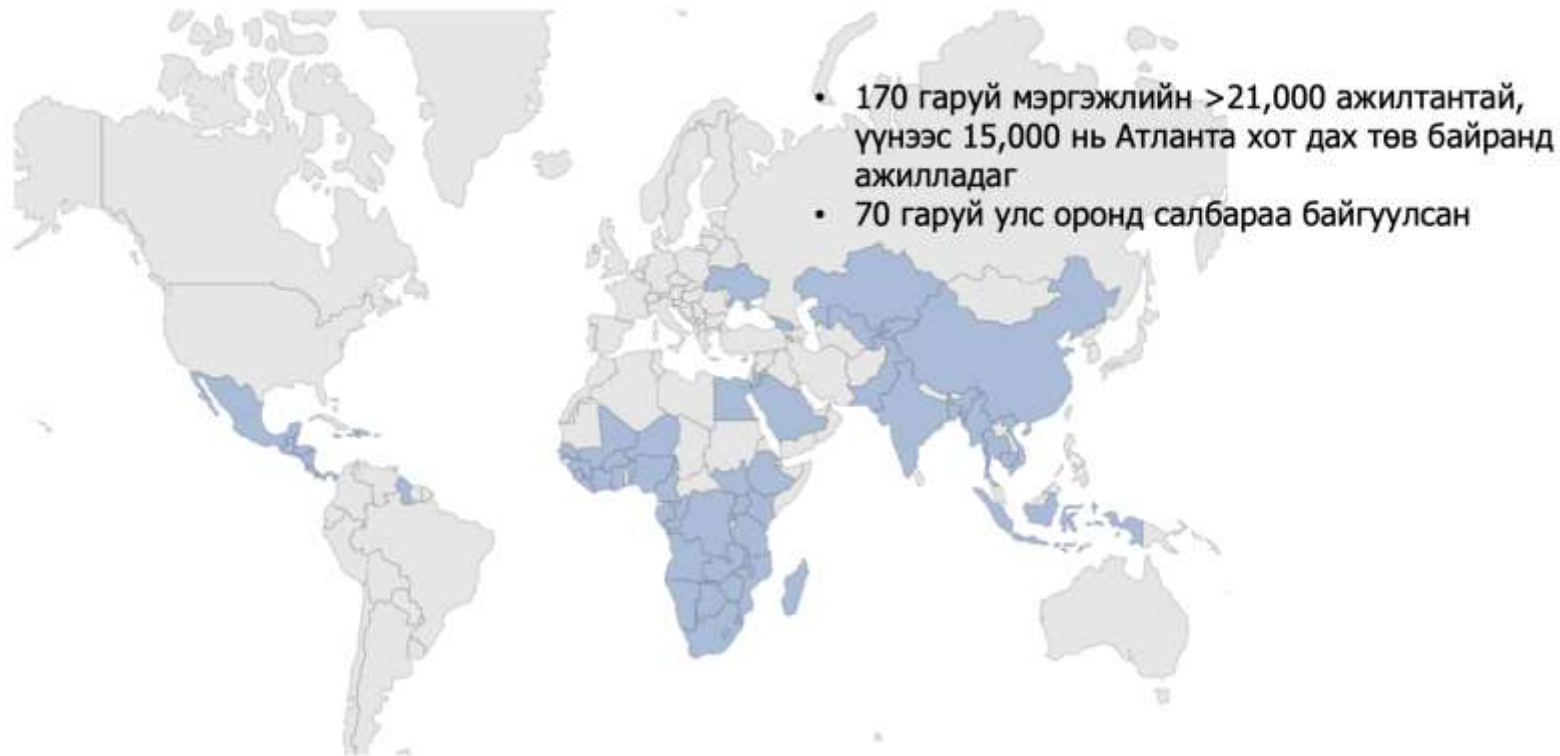 • 170 гаруй мэргэжлийн >21,000 ажилтантай,
үүнээс 15,000 нь Атланта хот дах төв байранд
ажилладаг
• 70 гаруй улс оронд салбараа байгуулсан